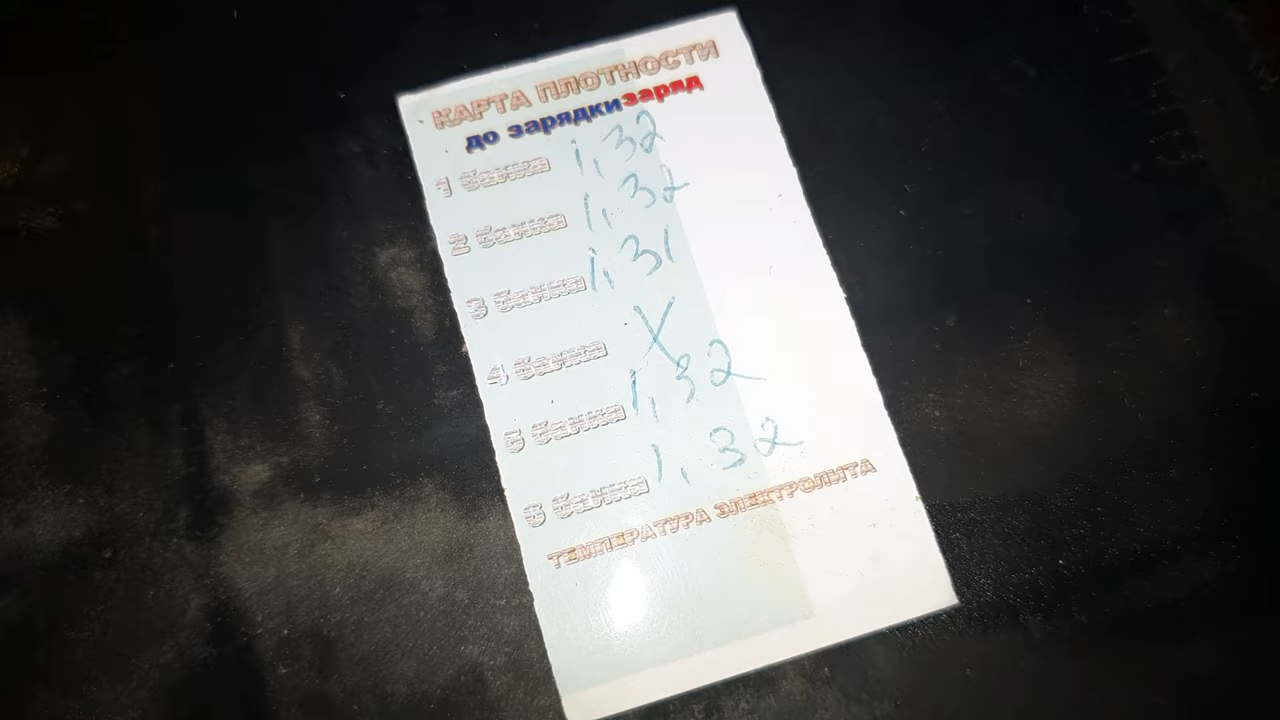 КАРТА ПЛОТНОСТИ
до зарядки заряд
1 банка 1,32
2 банка 1,32
3 банка 1,31
4 банка X
5 банка 1,32
6 банка 1,32
ТЕМПЕРАТУРА ЭЛЕКТРОЛИТА